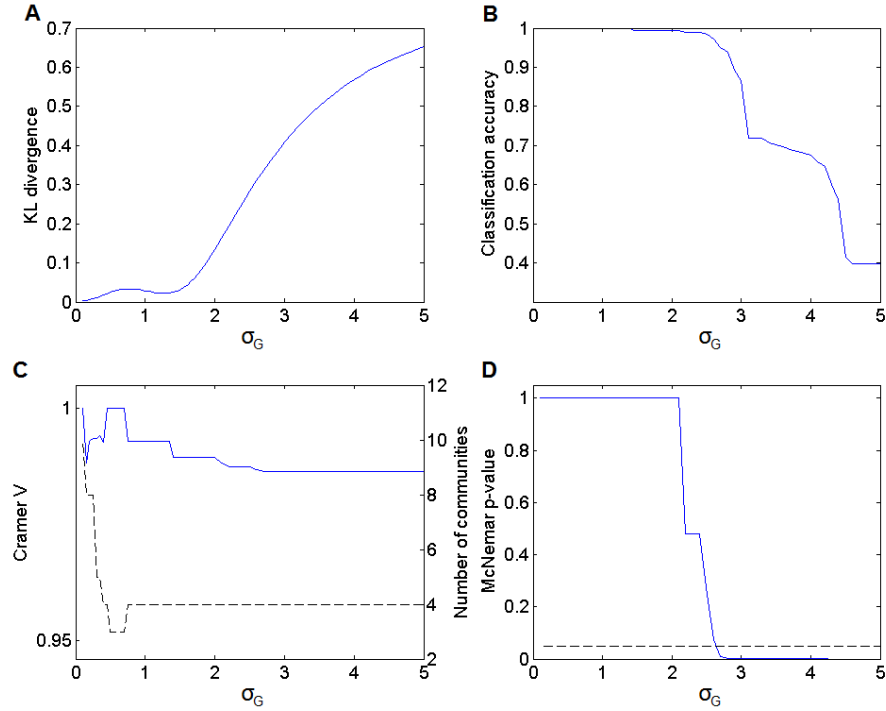 A
KL divergence
0.7
0.6
0.5
0.4
0.3
0.2
0.1
0
0 1 2 3 4 5
σG
B
Classification accuracy
1
0.9
0.8
0.7
0.6
0.5
0.4
0 1 2 3 4 5
σG
C
Cramer V
1
0.95
12
10
8
6
4
2
Number of communities
0 1 2 3 4 5
σG
D
McNemar p-value
1
0.8
0.6
0.4
0.2
0
0 1 2 3 4 5
σG